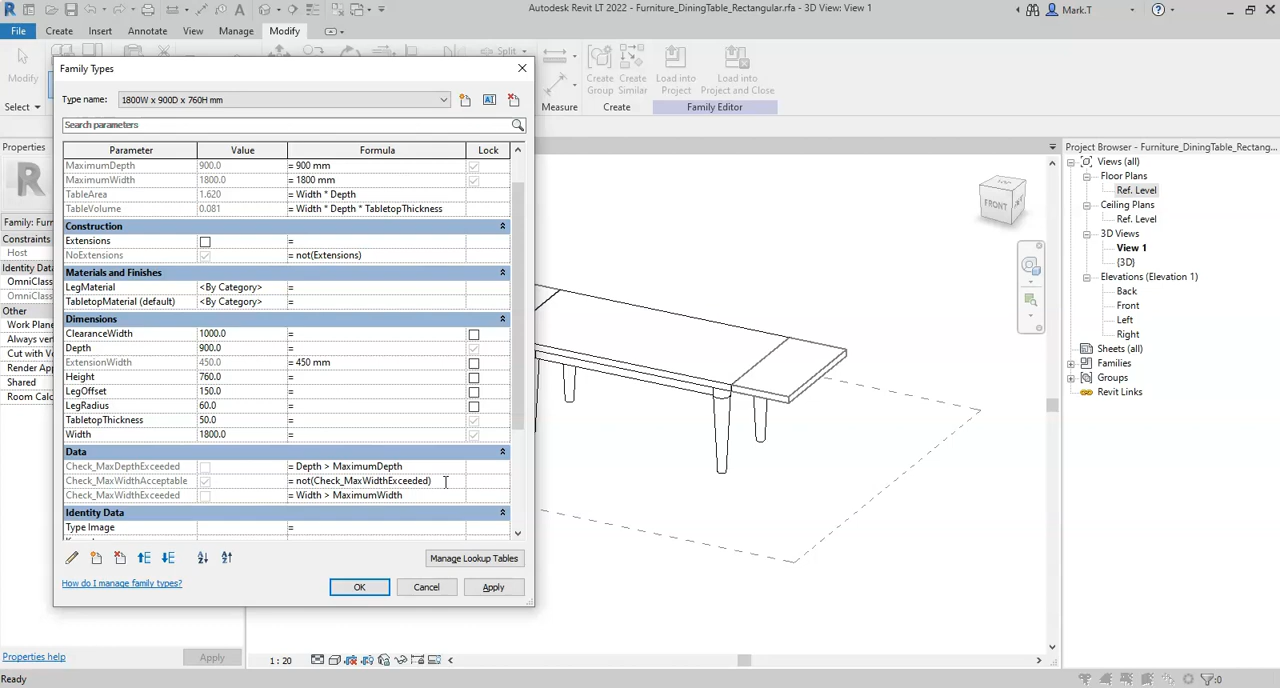 Autodesk Revit LT 2022 - Furniture_DiningTable_Rectangular.rfa - 3D View: View 1
Mark.T
File Create Insert Annotate View Manage Modify
Modify
Split
Create Group
Create Similar
Load into Project
Load into Project and Close
Select
Measure Create Family Editor
Family Types
Type name: 1800W x 900D x 760H mm
Search parameters
Parameter Value Formula Lock
MaximumDepth 900.0 = 900 mm
MaximumWidth 1800.0 = 1800 mm
TableArea 1.620 = Width * Depth
TableVolume 0.081 = Width * Depth * TabletopThickness
Construction
Extensions =
NoExtensions = not(Extensions)
Materials and Finishes
LegMaterial <By Category> =
TabletopMaterial (default) <By Category> =
Dimensions
ClearanceWidth 1000.0 =
Depth 900.0 =
ExtensionWidth 450.0 = 450 mm
Height 760.0 =
LegOffset 150.0 =
LegRadius 60.0 =
TabletopThickness 50.0 =
Width 1800.0 =
Data
Check_MaxDepthExceeded = Depth > MaximumDepth
Check_MaxWidthAcceptable = not(Check_MaxWidthExceeded)
Check_MaxWidthExceeded = Width > MaximumWidth
Identity Data
Type Image =
Manage Lookup Tables
How do I manage family types?
OK Cancel Apply
Properties
Family: Furn
Constraints
Host
Identity Data
OmniClass
OmniClass
Other
Work Plane
Always vert
Cut with V
Render App
Shared
Room Calc
Properties help Apply
FRONT
Project Browser - Furniture_DiningTable_Rectang...
Views (all)
Floor Plans
Ref. Level
Ceiling Plans
Ref. Level
3D Views
View 1
{3D}
Elevations (Elevation 1)
Back
Front
Left
Right
Sheets (all)
Families
Groups
Revit Links
1 : 20
Ready
:0